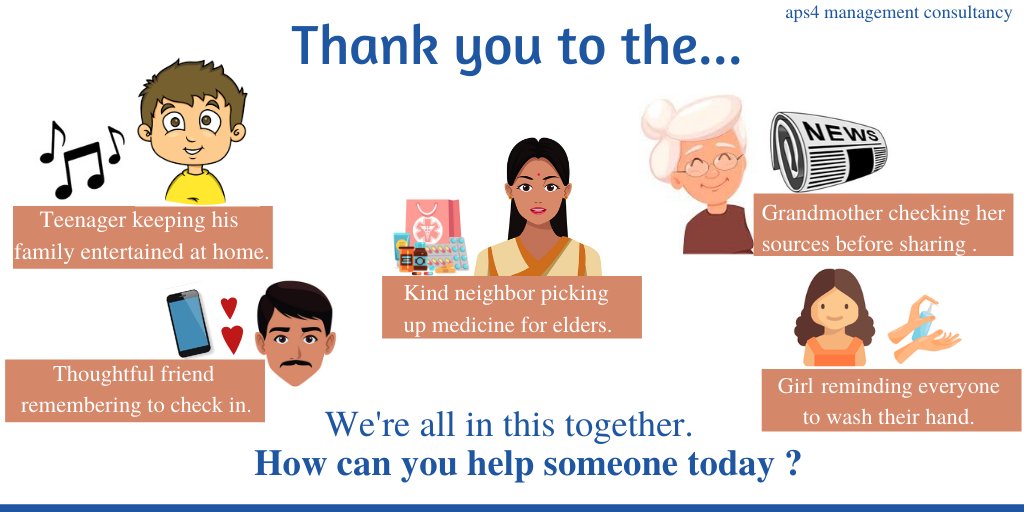 aps4 management consultancy
Thank you to the...
NEWS
Teenager keeping his
family entertained at home.
Grandmother checking her
sources before sharing .
Kind neighbor picking
up medicine for elders.
Thoughtful friend
remembering to check in.
Girl reminding everyone
to wash their hand.
We're all in this together.
How can you help someone today ?